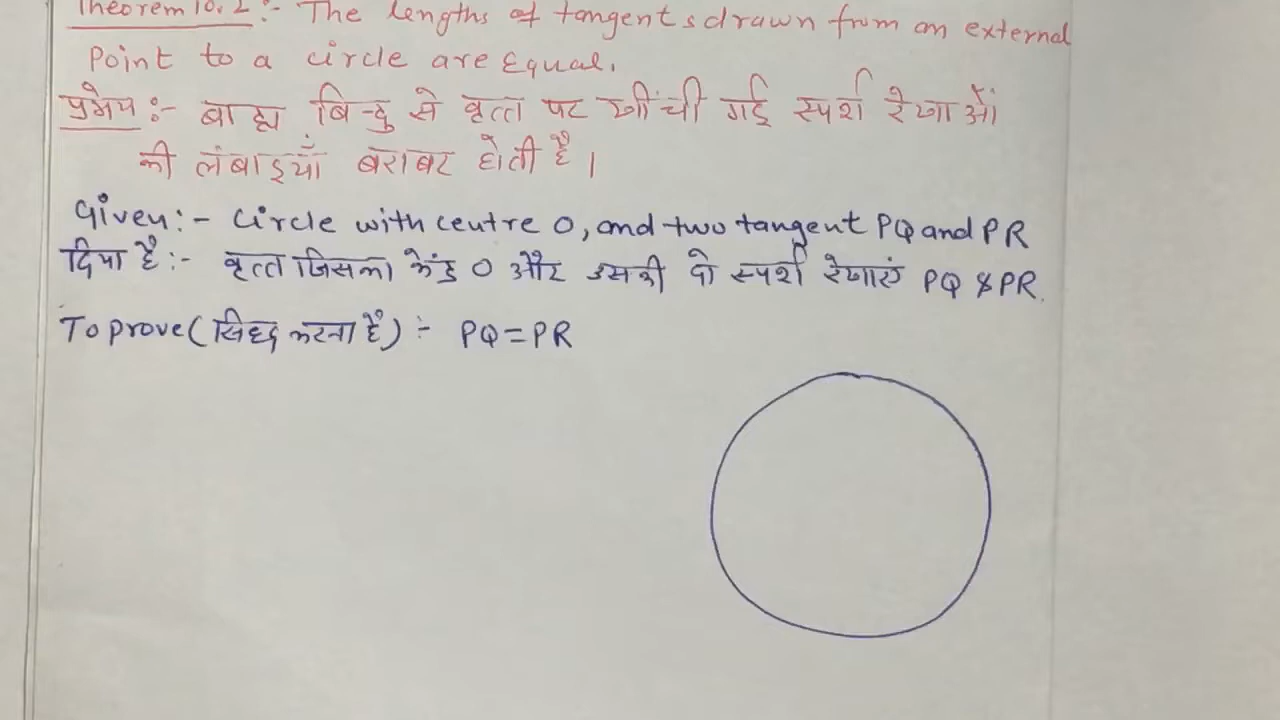 Theorem 10.2 :- The lengths of tangents drawn from an external
Point to a circle are Equal.
प्रमेय :- बाह्य बिन्दु से वृत्त पर खींची गई स्पर्श रेखाओं
की लंबाइयाँ बराबर होती है ।
Given :- Circle with centre O, and two tangent PQ and PR
दिया है :- वृत्त जिसका केंद्र O और उसकी दो स्पर्श रेखाएं PQ & PR.
To prove (सिद्ध करना है) :- PQ = PR